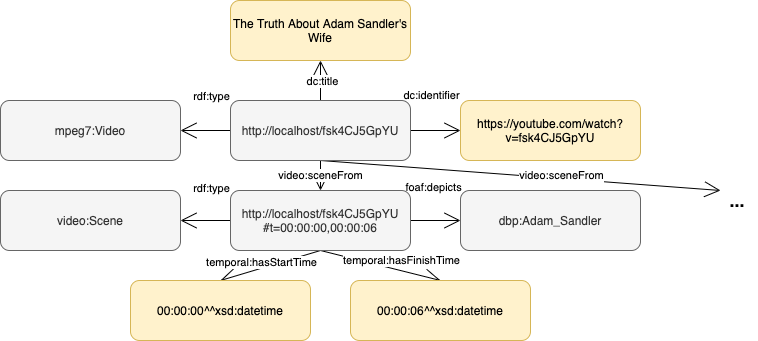 The Truth About Adam Sandler's
Wife
dc:title
rdf:type
dc:identifier
mpeg7:Video
http://localhost/fsk4CJ5GpYU
https://youtube.com/watch?
v=fsk4CJ5GpYU
video:sceneFrom
video:sceneFrom
rdf:type
foaf:depicts
...
video:Scene
http://localhost/fsk4CJ5GpYU
#t=00:00:00,00:00:06
dbp:Adam_Sandler
temporal:hasStartTime
temporal:hasFinishTime
00:00:00^^xsd:datetime
00:00:06^^xsd:datetime